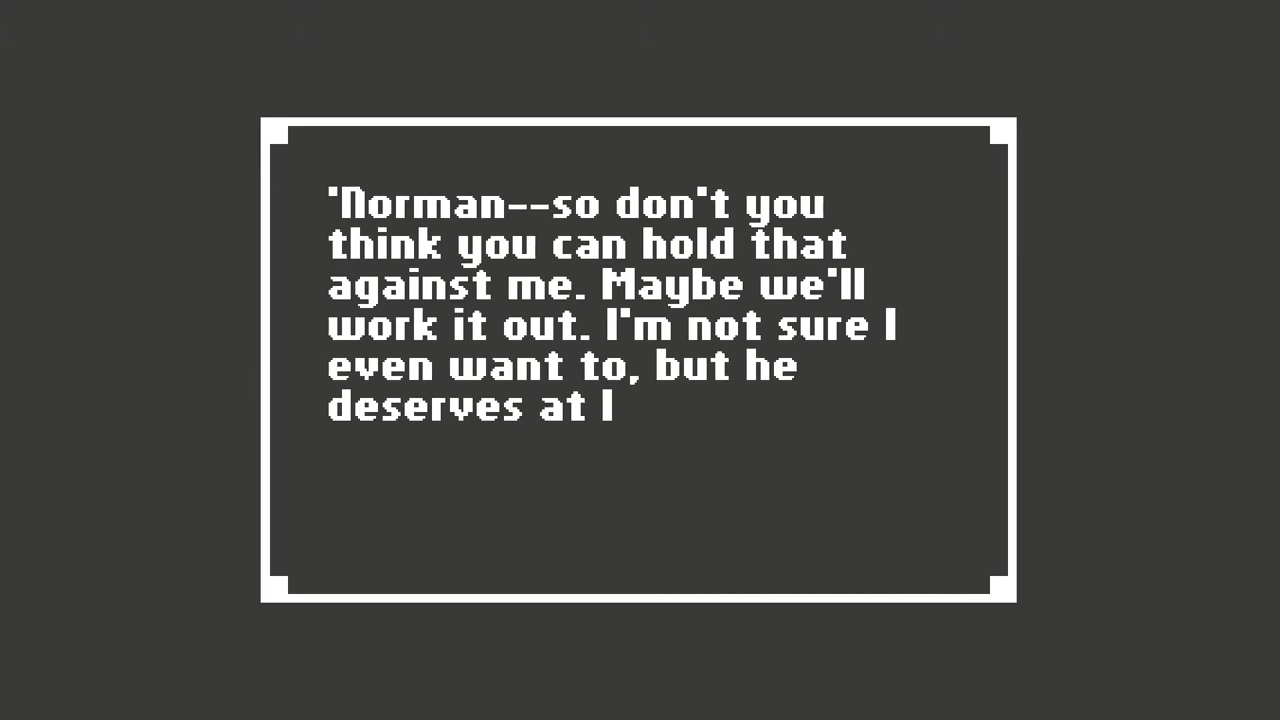 'Norman--so don't you
think you can hold that
against me. Maybe we'll
work it out. I'm not sure I
even want to, but he
deserves at l